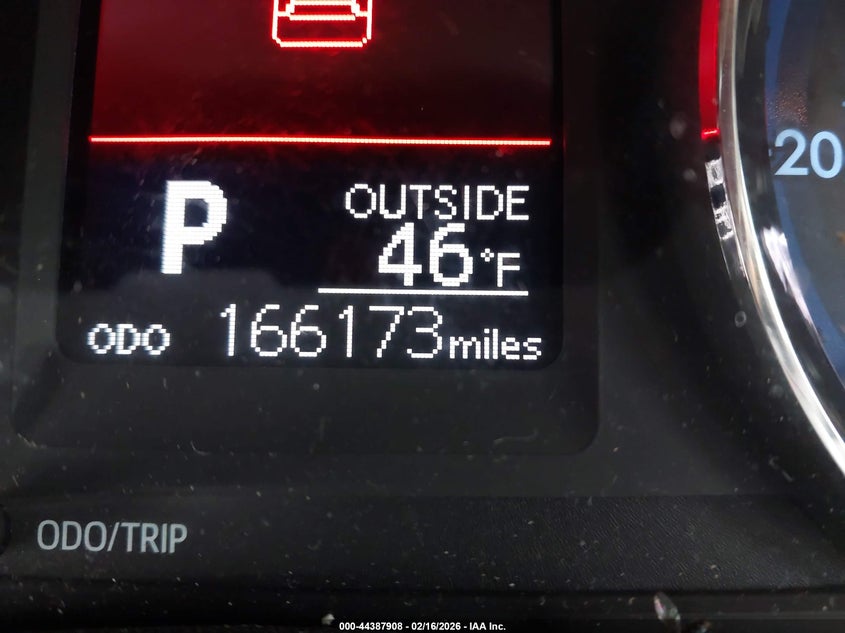 20
P
OUTSIDE
46°F
ODO 166173 miles
ODO/TRIP
000-44387908 - 02/16/2026 - IAA Inc.